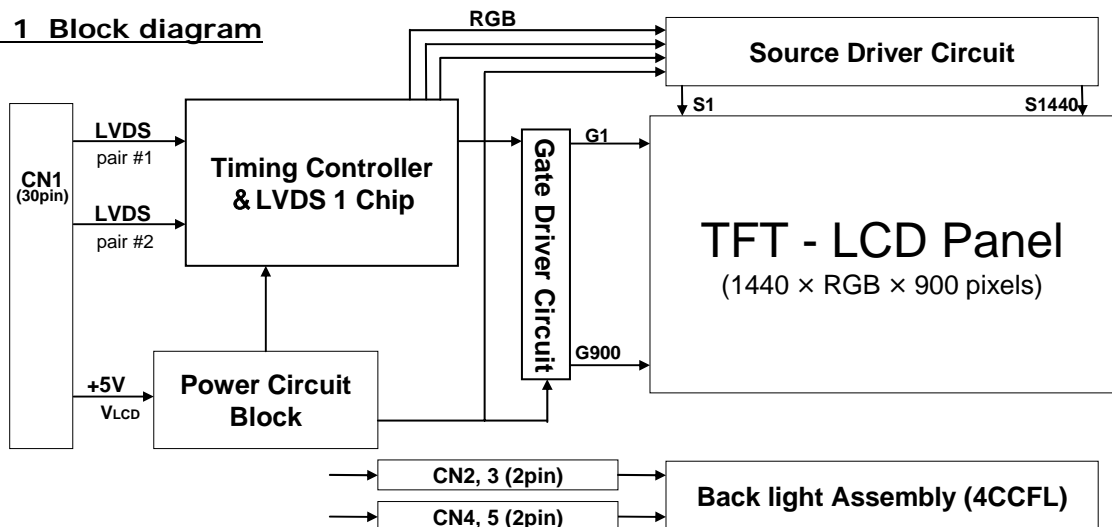 1 Block diagram
RGB
Source Driver Circuit
S1
S1440
CN1
(30pin)
LVDS
pair #1
LVDS
pair #2
Timing Controller
& LVDS 1 Chip
Gate Driver Circuit
G1
G900
TFT - LCD Panel
(1440 × RGB × 900 pixels)
+5V
VLCD
Power Circuit
Block
CN2, 3 (2pin)
CN4, 5 (2pin)
Back light Assembly (4CCFL)